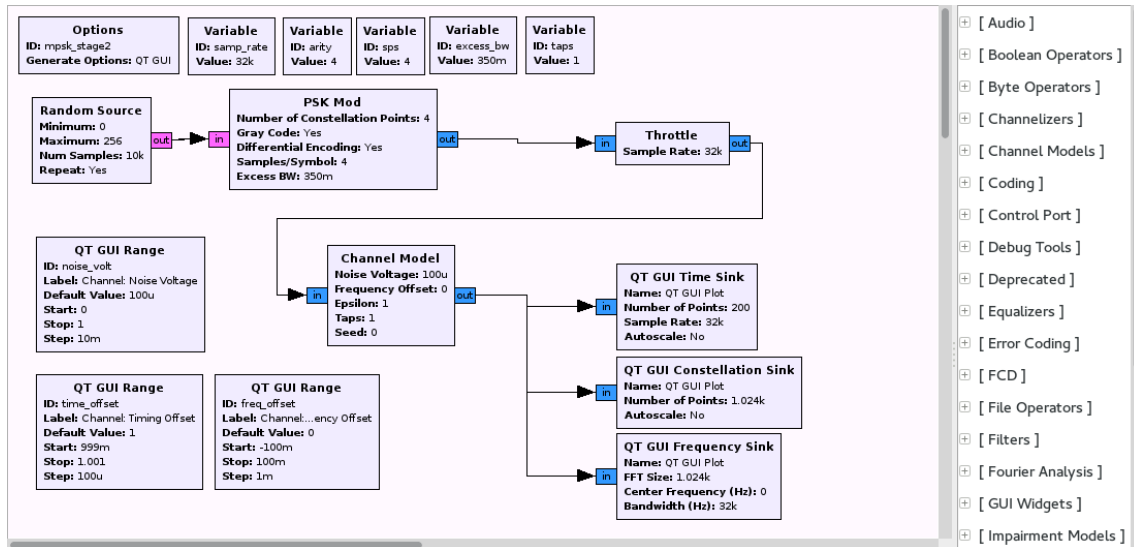 Options
ID: mpsk_stage2
Generate Options: QT GUI
Variable
ID: samp_rate
Value: 32k
Variable
ID: arity
Value: 4
Variable
ID: sps
Value: 4
Variable
ID: excess_bw
Value: 350m
Variable
ID: taps
Value: 1
Random Source
Minimum: 0
Maximum: 256
Num Samples: 10k
Repeat: Yes
out
in
PSK Mod
Number of Constellation Points: 4
Gray Code: Yes
Differential Encoding: Yes
Samples/Symbol: 4
Excess BW: 350m
out
in
Throttle
Sample Rate: 32k
out
QT GUI Range
ID: noise_volt
Label: Channel: Noise Voltage
Default Value: 100u
Start: 0
Stop: 1
Step: 10m
in
Channel Model
Noise Voltage: 100u
Frequency Offset: 0
Epsilon: 1
Taps: 1
Seed: 0
out
in
QT GUI Time Sink
Name: QT GUI Plot
Number of Points: 200
Sample Rate: 32k
Autoscale: No
in
QT GUI Constellation Sink
Name: QT GUI Plot
Number of Points: 1.024k
Autoscale: No
in
QT GUI Frequency Sink
Name: QT GUI Plot
FFT Size: 1.024k
Center Frequency (Hz): 0
Bandwidth (Hz): 32k
QT GUI Range
ID: time_offset
Label: Channel: Timing Offset
Default Value: 1
Start: 999m
Stop: 1.001
Step: 100u
QT GUI Range
ID: freq_offset
Label: Channel:...ency Offset
Default Value: 0
Start: -100m
Stop: 100m
Step: 1m
[ Audio ]
[ Boolean Operators ]
[ Byte Operators ]
[ Channelizers ]
[ Channel Models ]
[ Coding ]
[ Control Port ]
[ Debug Tools ]
[ Deprecated ]
[ Equalizers ]
[ Error Coding ]
[ FCD ]
[ File Operators ]
[ Filters ]
[ Fourier Analysis ]
[ GUI Widgets ]
[ Impairment Models ]